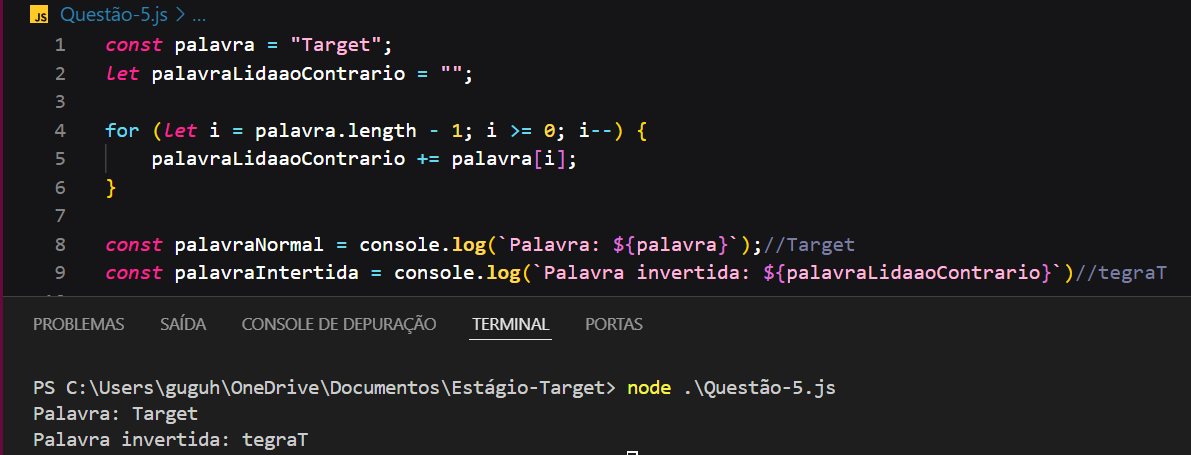 JS Questão-5.js > ...
1 const palavra = "Target";
2 let palavraLidaaoContrario = "";
3
4 for (let i = palavra.length - 1; i >= 0; i--) {
5     palavraLidaaoContrario += palavra[i];
6 }
7
8 const palavraNormal = console.log(`Palavra: ${palavra}`);//Target
9 const palavraIntertida = console.log(`Palavra invertida: ${palavraLidaaoContrario}`)//tegraT
PROBLEMAS SAÍDA CONSOLE DE DEPURAÇÃO TERMINAL PORTAS
PS C:\Users\guguh\OneDrive\Documentos\Estágio-Target> node .\Questão-5.js
Palavra: Target
Palavra invertida: tegraT